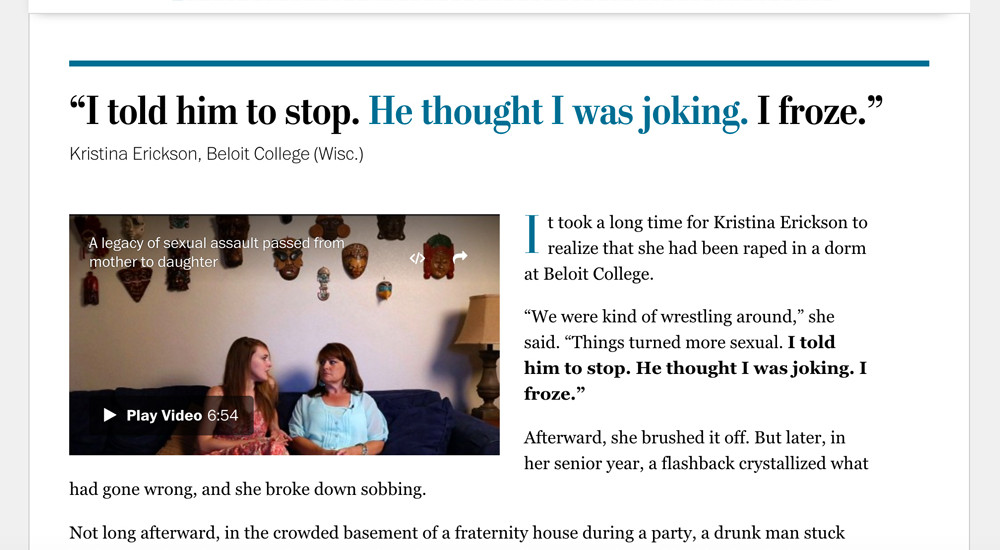 “I told him to stop. He thought I was joking. I froze.”
Kristina Erickson, Beloit College (Wisc.)
A legacy of sexual assault passed from
mother to daughter
Play Video 6:54
It took a long time for Kristina Erickson to
realize that she had been raped in a dorm
at Beloit College.
“We were kind of wrestling around,” she
said. “Things turned more sexual. I told
him to stop. He thought I was joking. I
froze.”
Afterward, she brushed it off. But later, in
her senior year, a flashback crystallized what
had gone wrong, and she broke down sobbing.
Not long afterward, in the crowded basement of a fraternity house during a party, a drunk man stuck